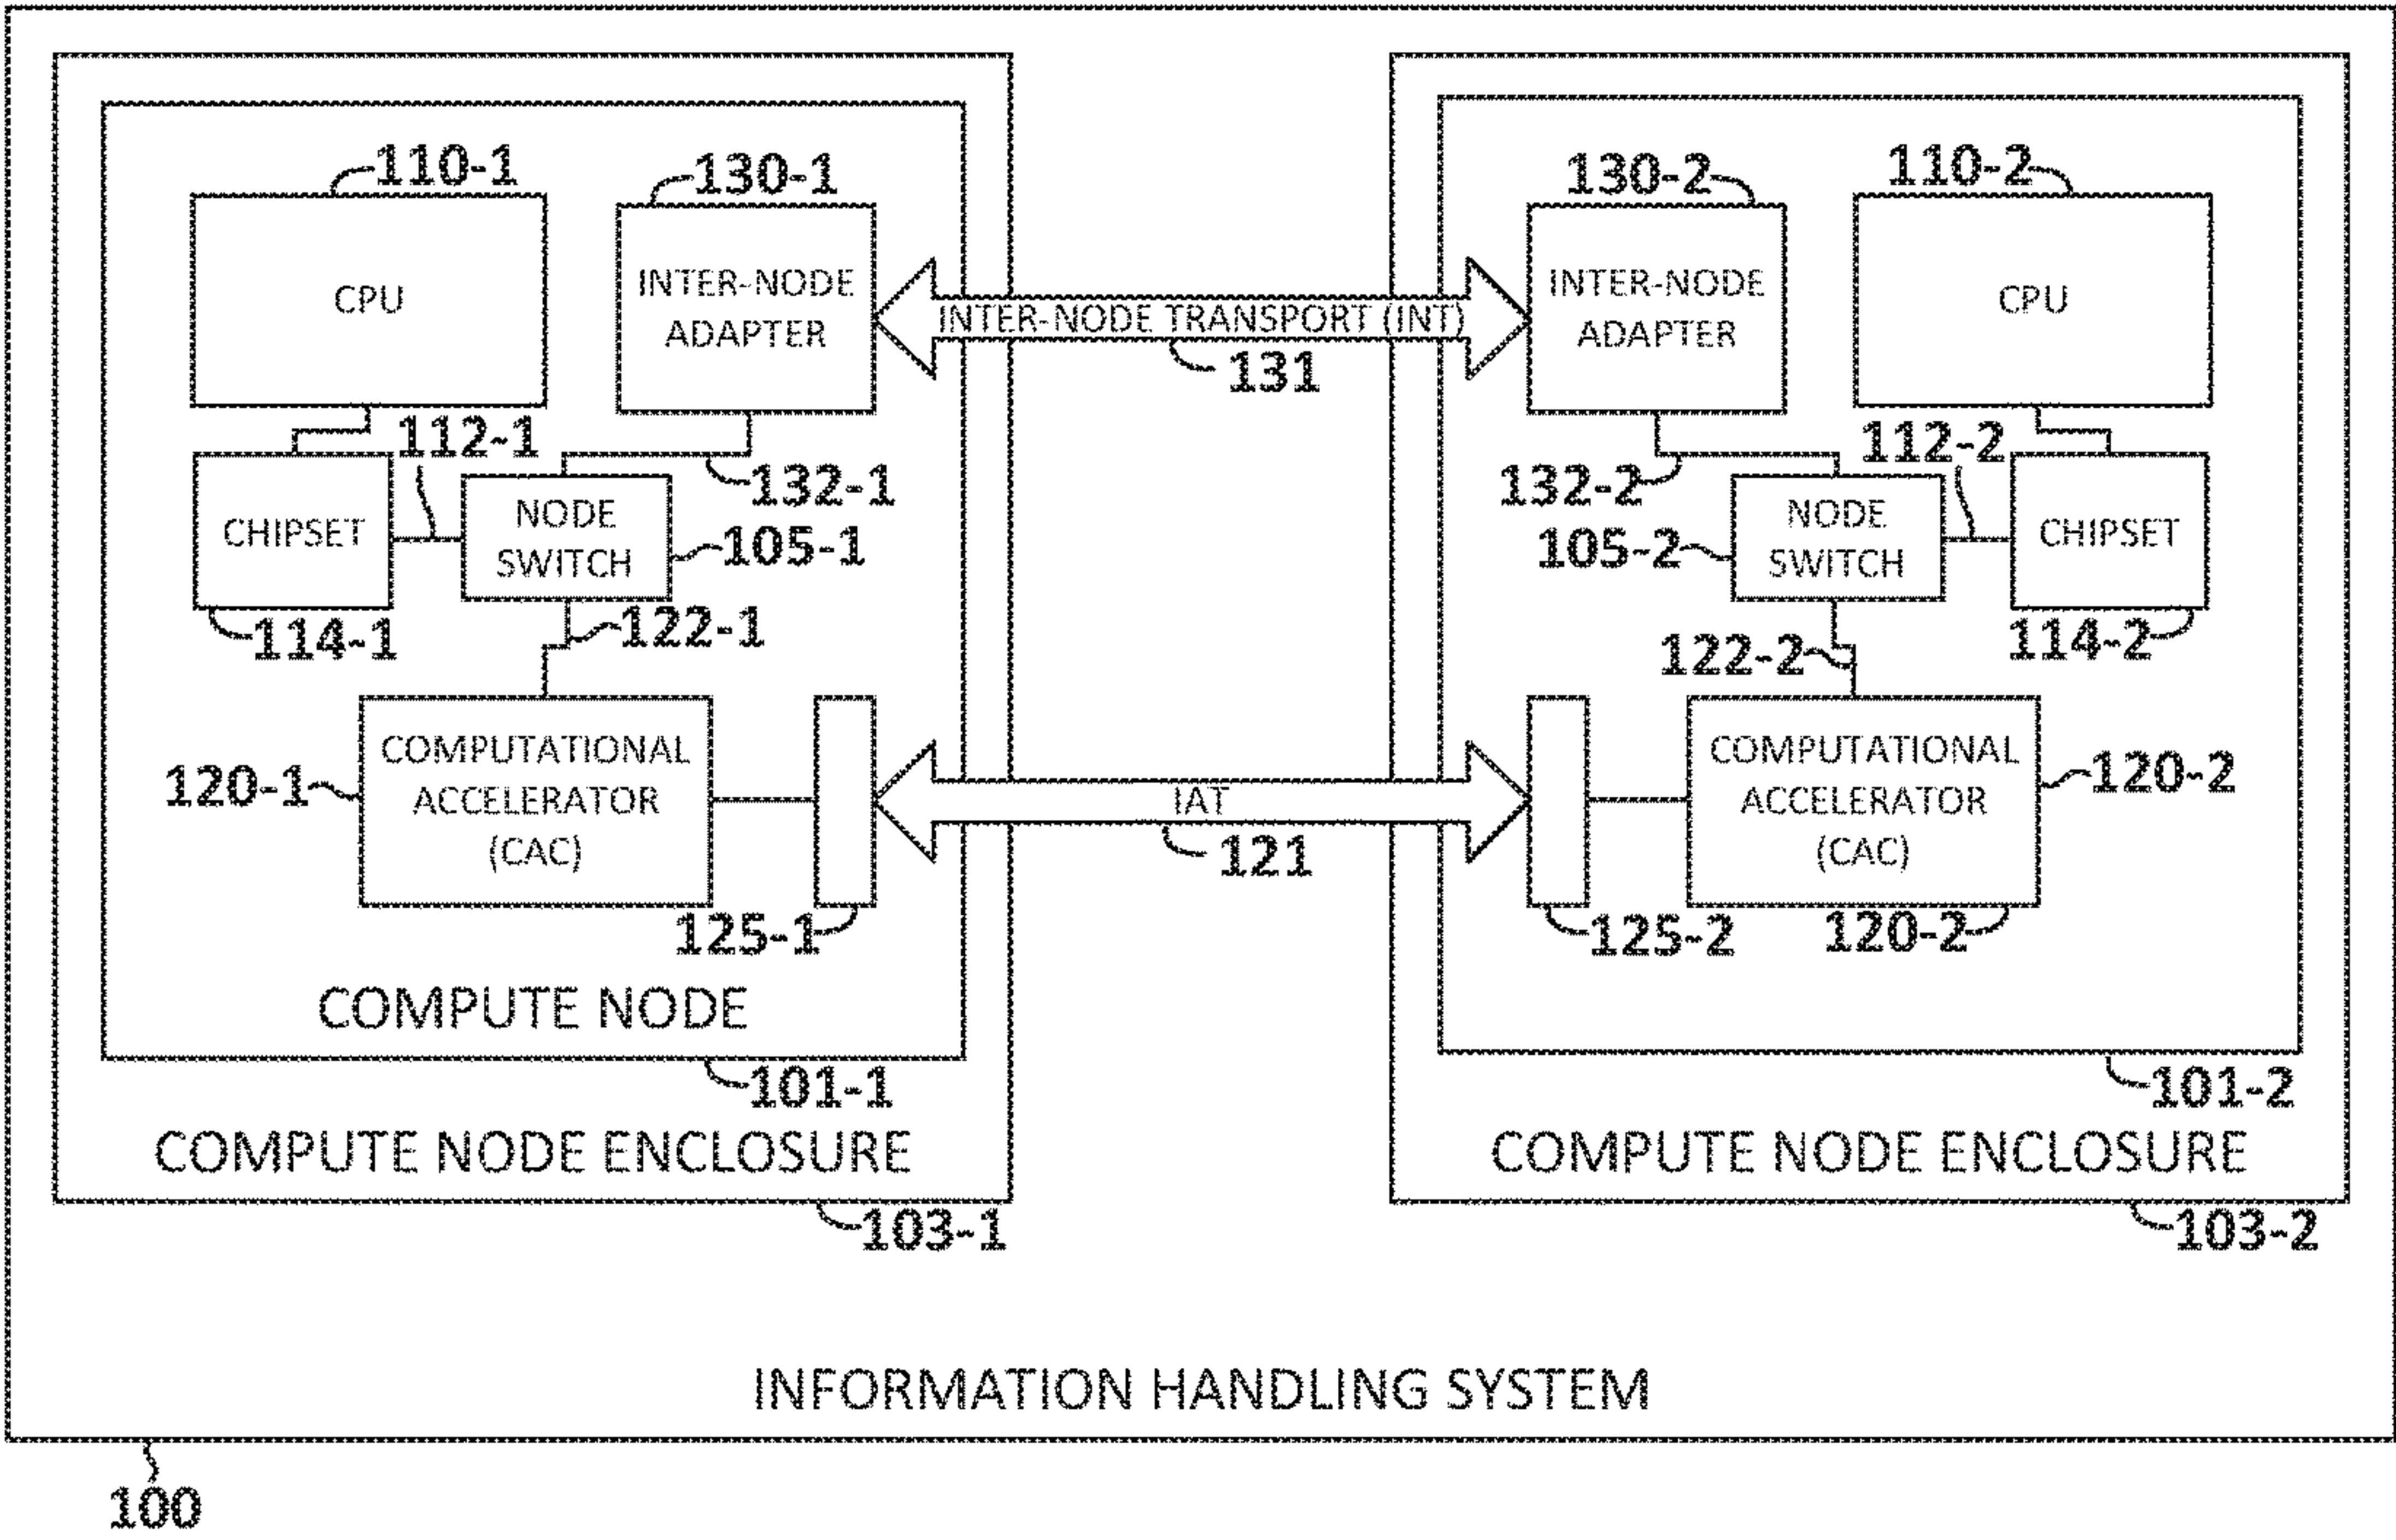 110-1
130-1
130-2
110-2
CPU
INTER-NODE
ADAPTER
INTER-NODE TRANSPORT (INT)
131
INTER-NODE
ADAPTER
CPU
112-1
132-1
132-2
112-2
CHIPSET
NODE
SWITCH
105-1
105-2
NODE
SWITCH
CHIPSET
114-1
122-1
122-2
114-2
120-1
COMPUTATIONAL
ACCELERATOR
(CAC)
125-1
IAT
121
COMPUTATIONAL
ACCELERATOR
(CAC)
120-2
125-2
120-2
COMPUTE NODE
101-1
101-2
COMPUTE NODE ENCLOSURE
COMPUTE NODE ENCLOSURE
103-1
103-2
INFORMATION HANDLING SYSTEM
100